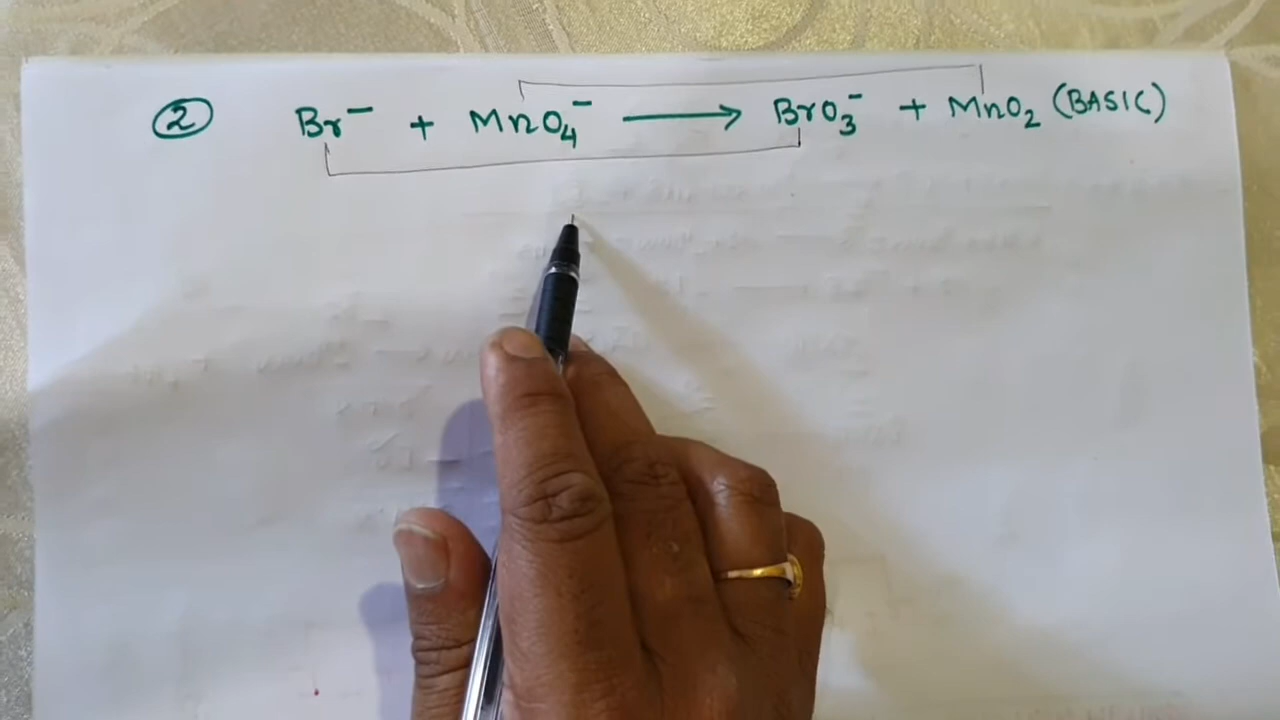 ② Br⁻ + MnO₄⁻ ⟶ BrO₃⁻ + MnO₂ (BASIC)